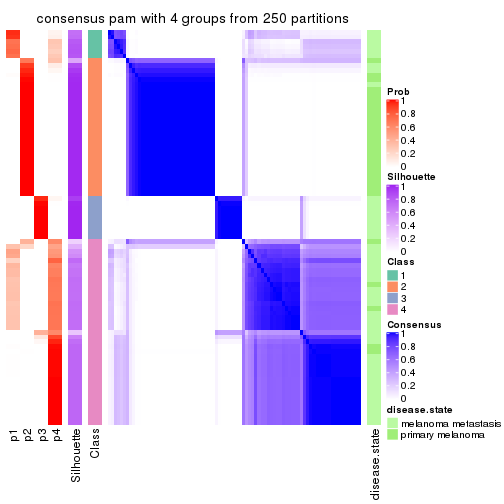 consensus pam with 4 groups from 250 partitions
Prob
1
0.8
0.6
0.4
0.2
0
Silhouette
1
0.8
0.6
0.4
0.2
0
Class
1
2
3
4
Consensus
1
0.8
0.6
0.4
0.2
0
disease.state
melanoma metastasis
primary melanoma
p1
p2
p3
p4
Silhouette
Class
disease.state